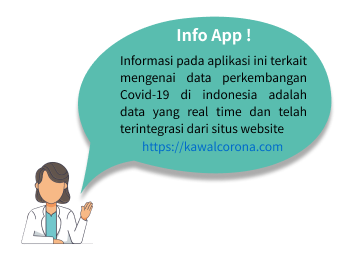 Info App !
Informasi pada aplikasi ini terkait
mengenai data perkembangan
Covid-19 di indonesia adalah
data yang real time dan telah
terintegrasi dari situs website
https://kawalcorona.com